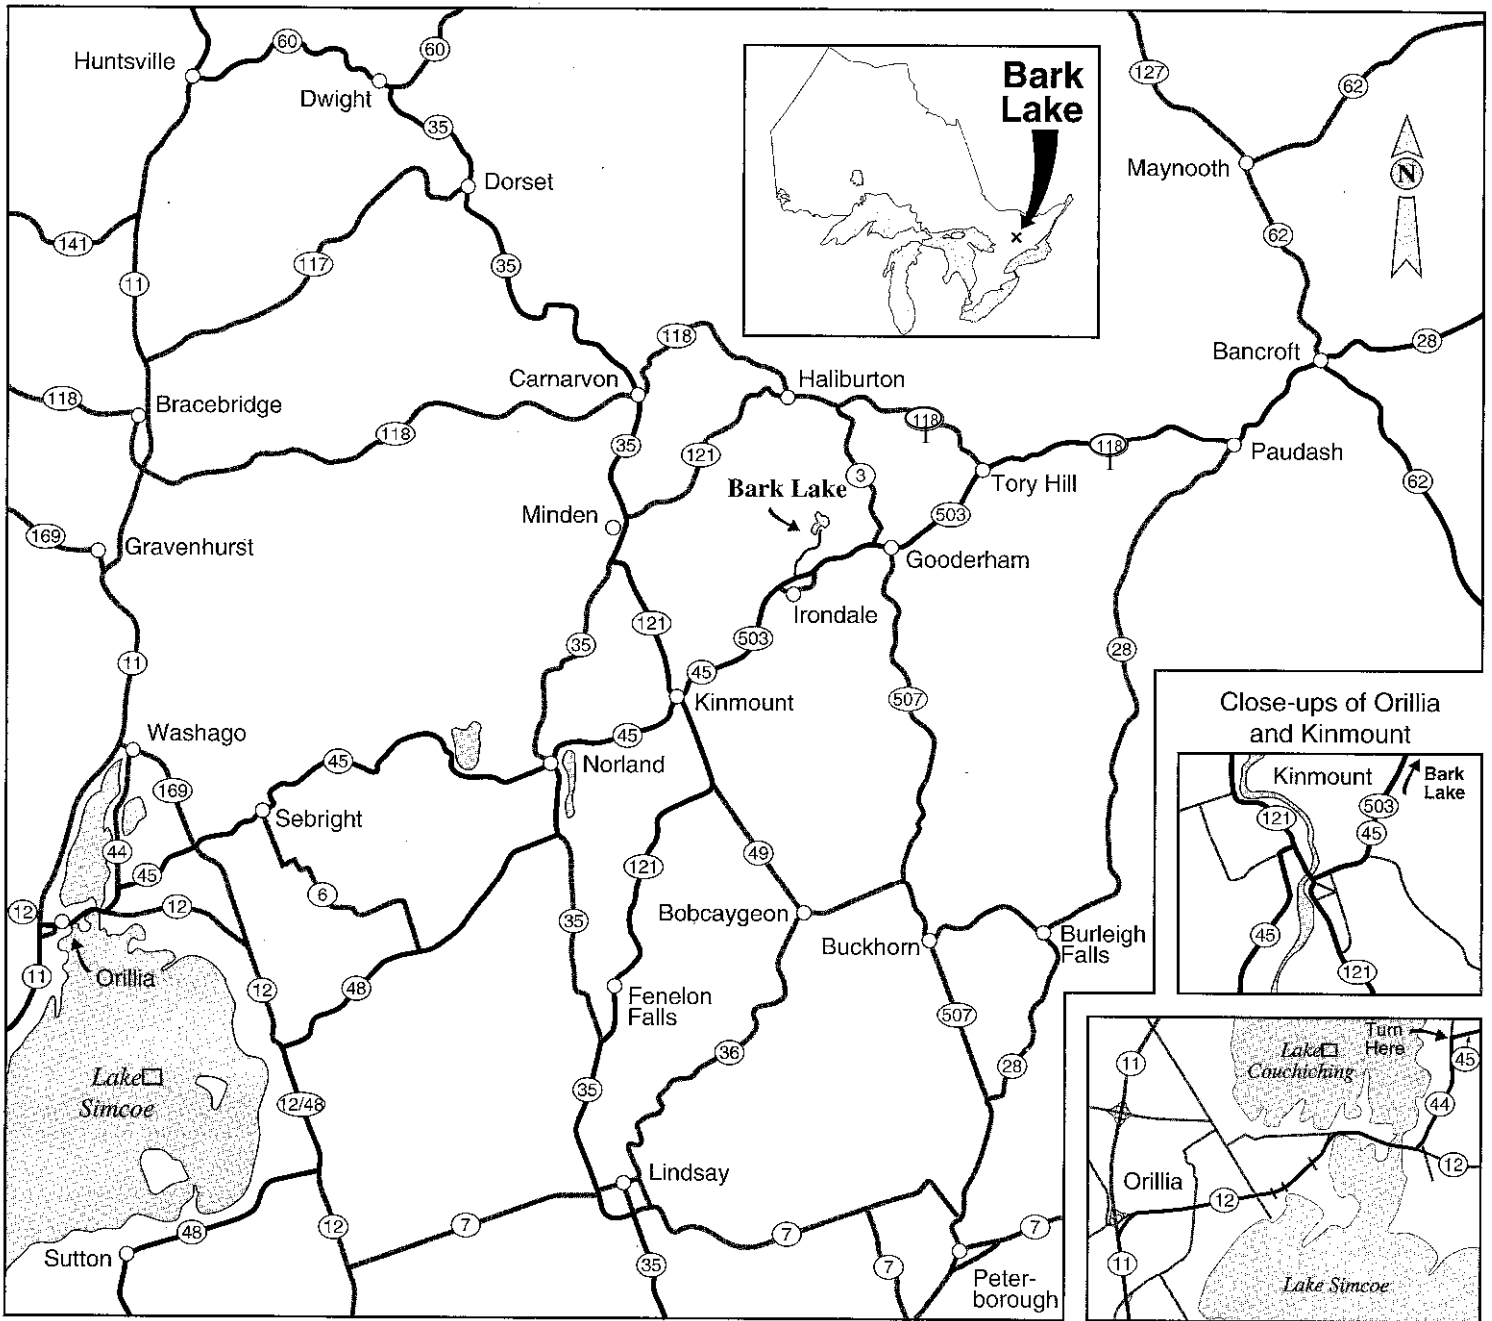 Huntsville
60
60
Dwight
35
Dorset
141
117
11
35
Bark
Lake
127
62
Maynooth
N
62
Bancroft
28
118
Carnarvon
Haliburton
118
Bracebridge
118
35
121
118
118
Paudash
3
Tory Hill
62
Bark Lake
503
Minden
169
Gravenhurst
Gooderham
Irondale
121
503
35
28
11
45
Kinmount
507
Washago
45
Norland
45
169
Sebright
44
45
121
49
6
12
12
Bobcaygeon
35
Buckhorn
Burleigh
Falls
11
Orillia
12
48
Fenelon
Falls
507
36
28
Lake
Simcoe
12/48
35
Lindsay
48
12
7
7
7
Sutton
35
7
Peter-
borough
Close-ups of Orillia
and Kinmount
Kinmount
Bark
Lake
503
121
45
45
121
Turn
Here
Lake
Couchiching
11
45
44
12
Orillia
12
11
Lake Simcoe